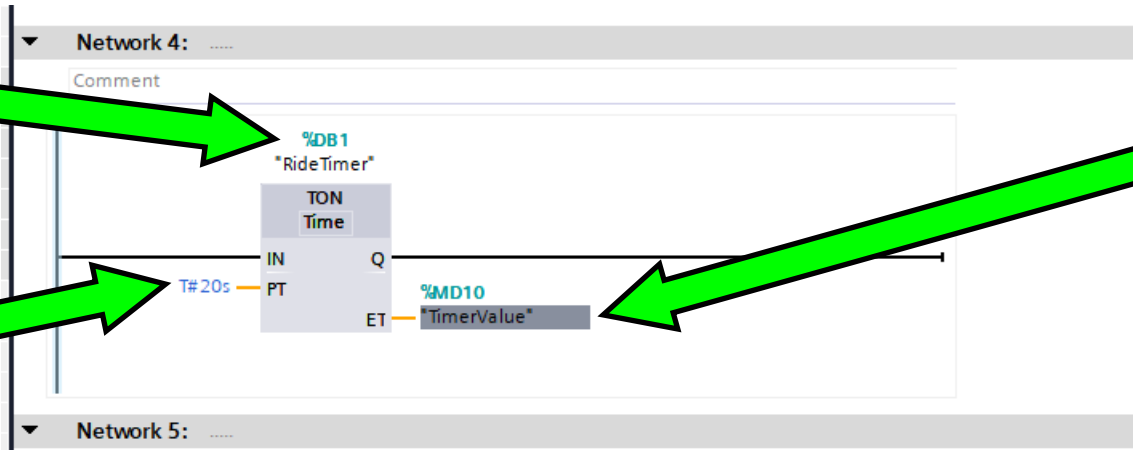 Network 4: .....
Comment
%DB1
"RideTimer"
TON
Time
IN Q
T#20s PT
%MD10
ET "TimerValue"
Network 5: .....